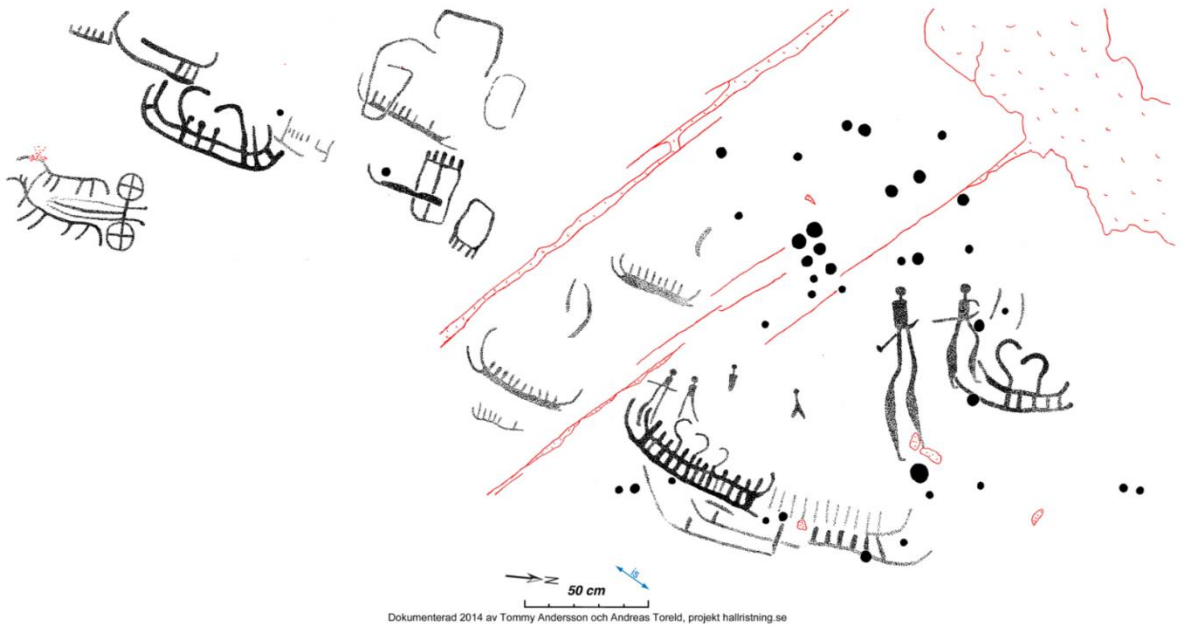 is
N
50 cm
Dokumenterad 2014 av Tommy Andersson och Andreas Toreld, projekt hallristning.se